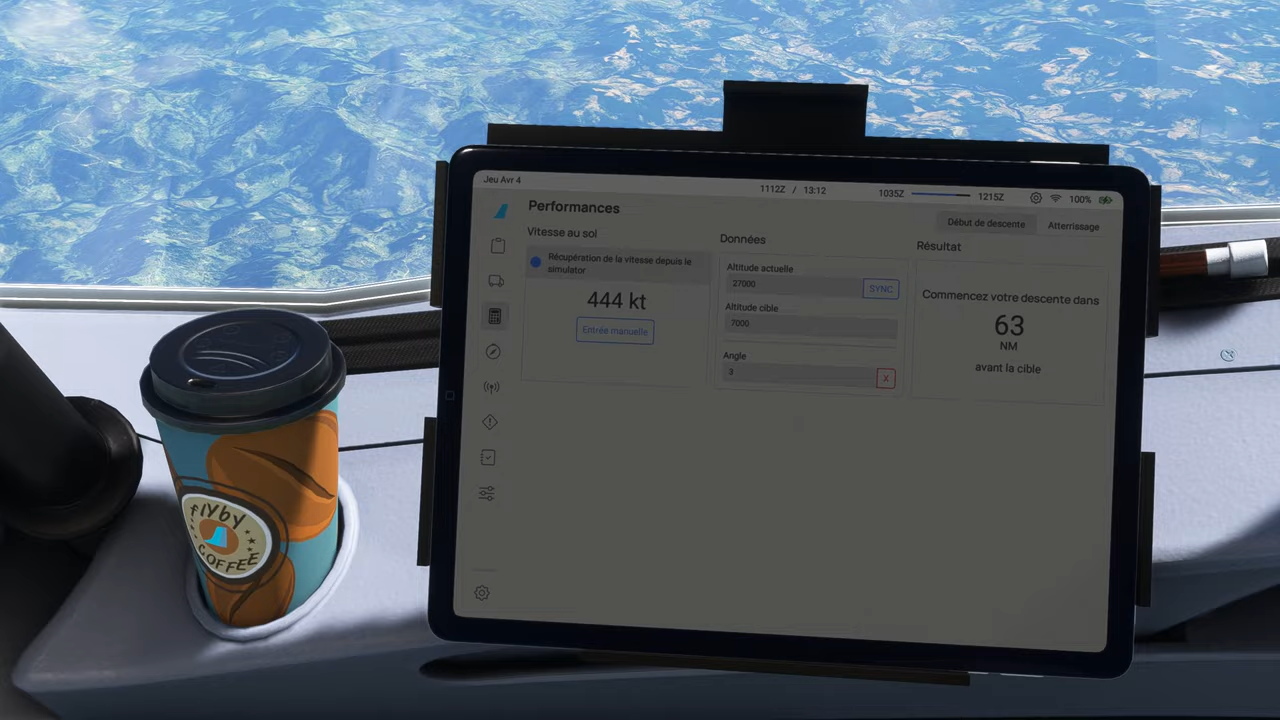 Jeu Avr 4
1112Z / 13:12
1035Z
1215Z
100%
Performances
Début de descente
Atterrissage
Vitesse au sol
Récupération de la vitesse depuis le
simulator
444 kt
Entrée manuelle
Données
Altitude actuelle
27000
SYNC
Altitude cible
7000
Angle
3
X
Résultat
Commencez votre descente dans
63
NM
avant la cible
flyby
COFFEE